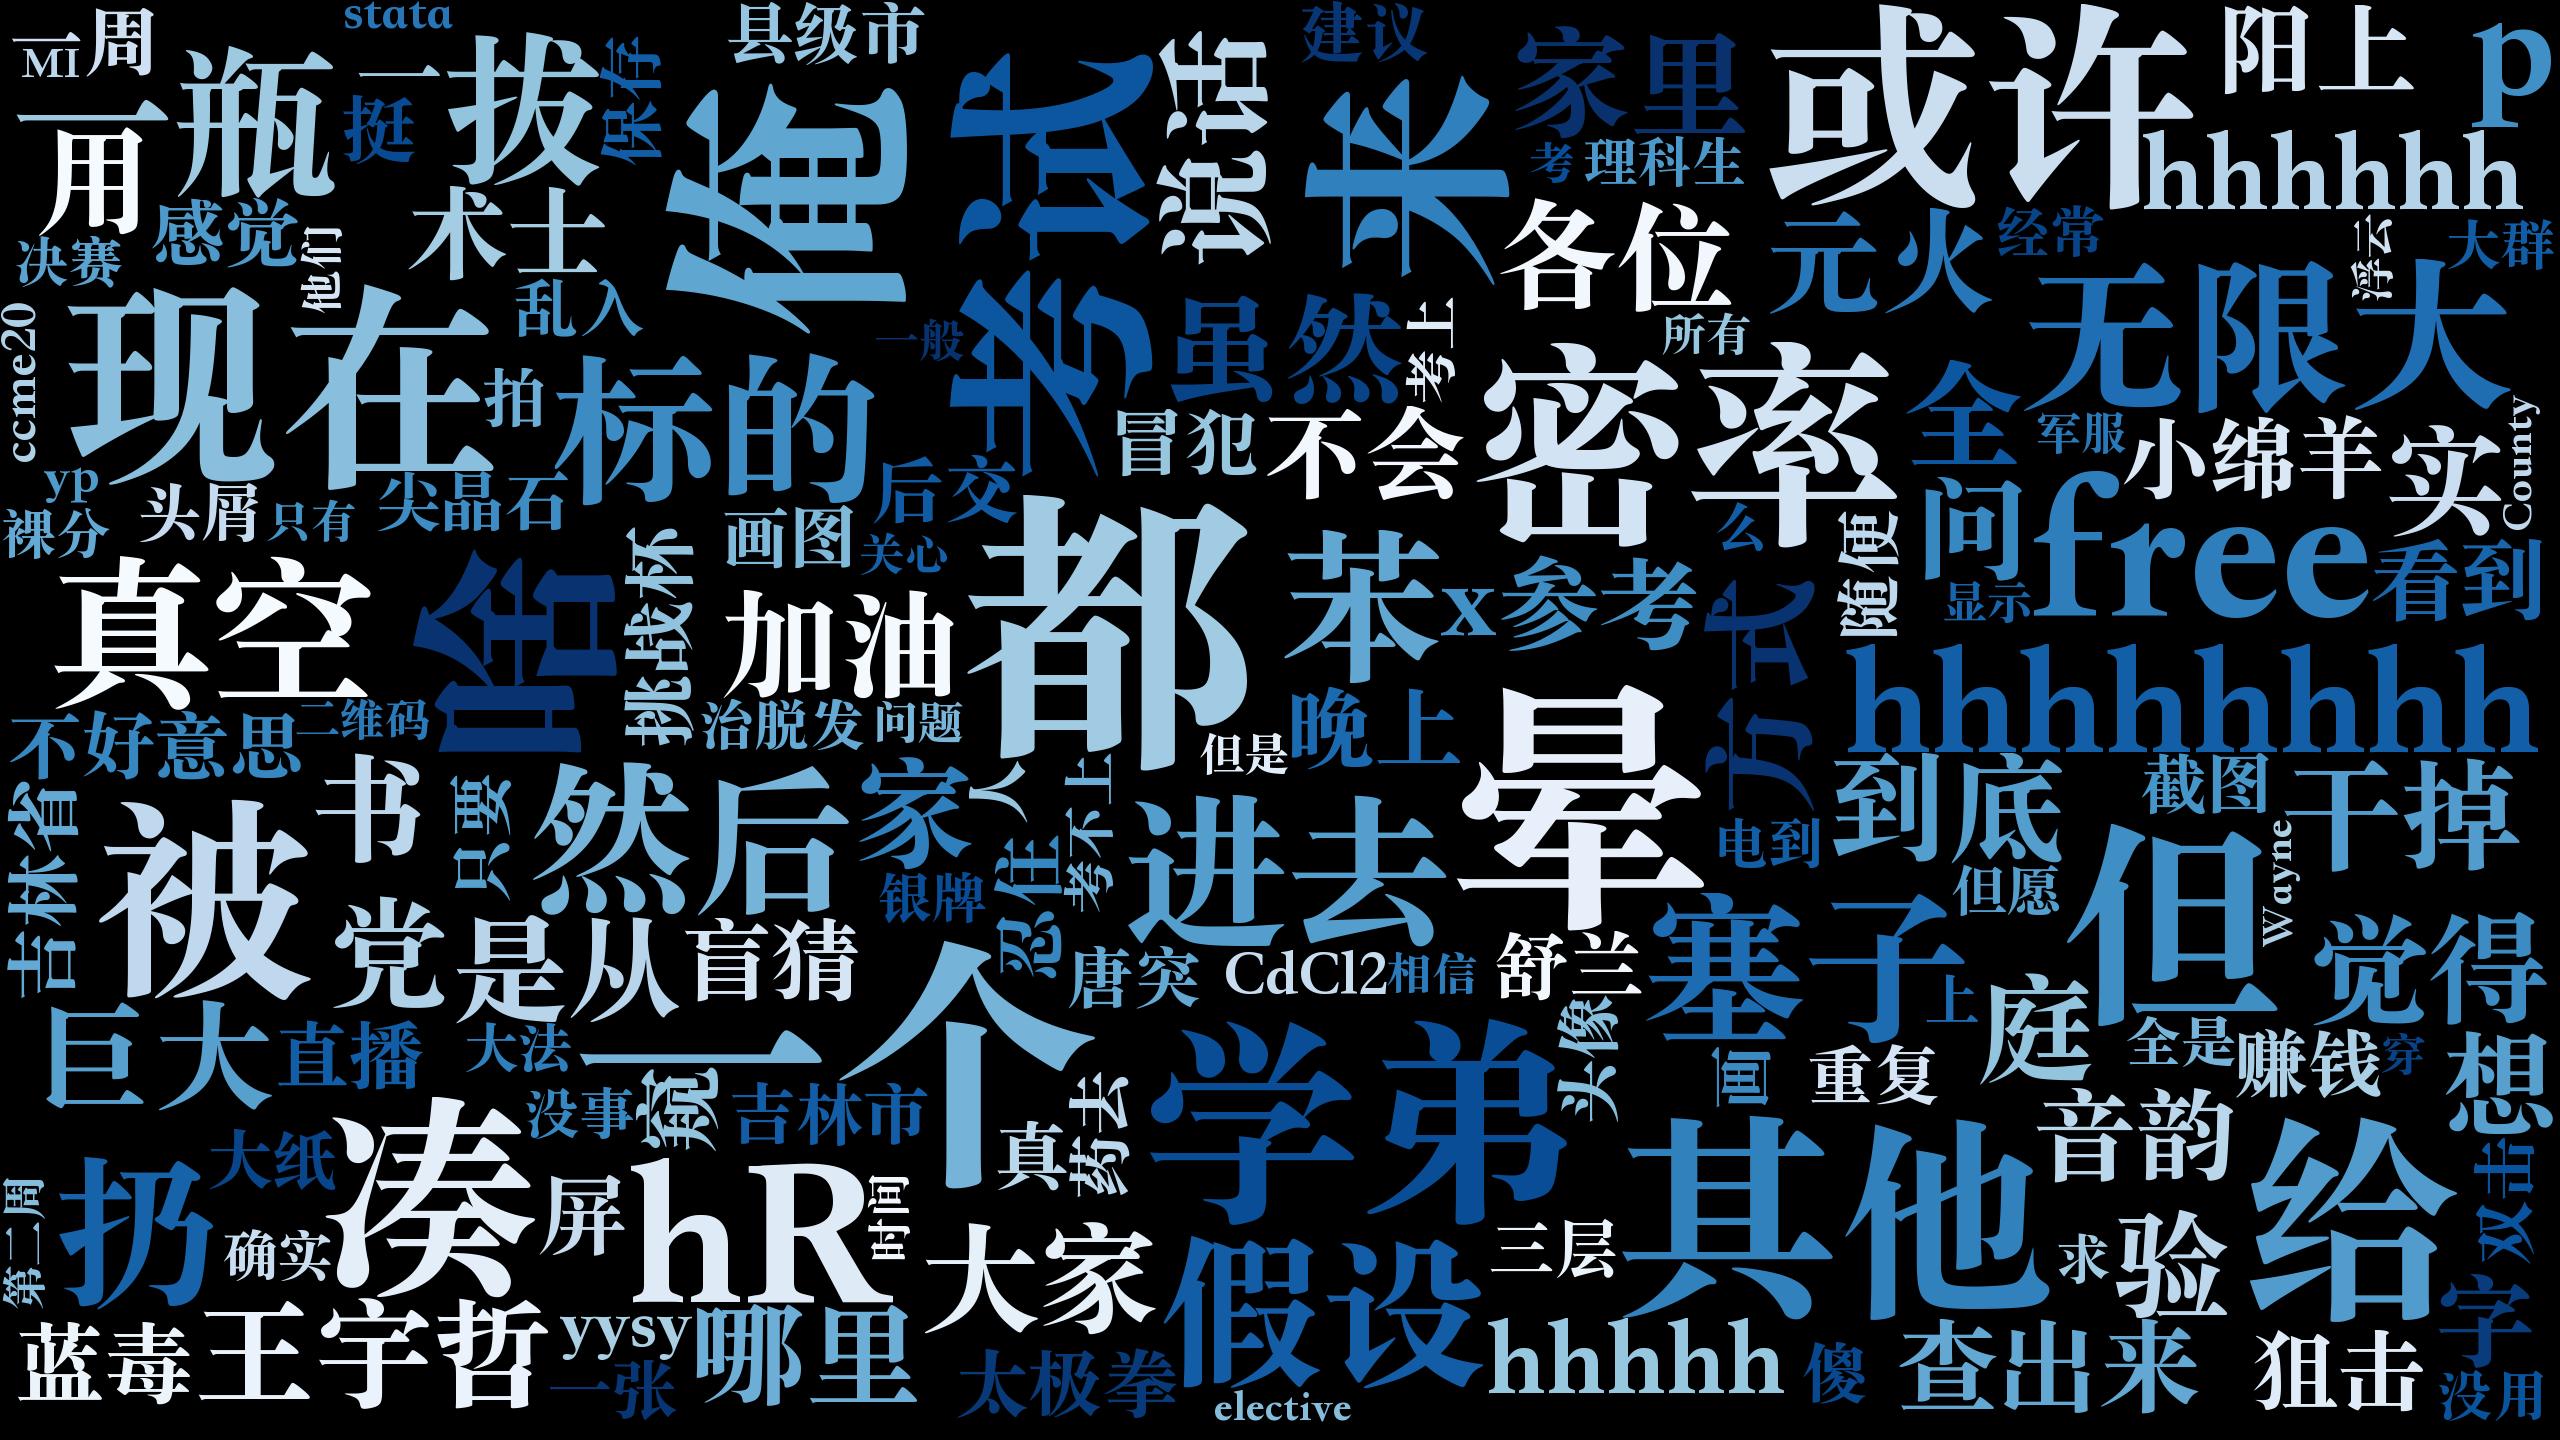 一周
stata
县级市
建议
阳上
p
MI
瓶
一拔
保存
俺
考试
说话
来
家里
或许
一用
挺
考
理科生
hhhhhh
感觉
术士
各位
元火
经常
浮云
大群
决赛
他们
乱入
一般
虽然
考上
所有
无限大
ccme20
现在
拍
标的
冒犯
不会
密率
全
军服
小绵羊
实
County
yp
头屑
只有
尖晶石
后交
裸分
画图
关心
都
苯
x
参考
么
随便
问
free
看到
显示
真空
哈
挑战杯
加油
方式
hhhhhhhh
不好意思
二维码
治脱发
问题
但是
晚上
晕
吉林省
书
只要
然后
家
人
考不上
进去
电到
到底
截图
干掉
被
银牌
忍住
但愿
但
Wayne
党
是从
盲猜
一个
唐突
CdCl2
相信
舒兰
塞子
上
觉得
巨大
直播
大法
头像
画
重复
庭
全是
赚钱
穿
想
没事
吉林市
真
药去
学弟
其他
音韵
给
双击
大纸
凑
第二周
扔
确实
屏
hR
时间
大家
假设
三层
求
验
字
蓝毒
王宇哲
yysy
哪里
一张
太极拳
elective
hhhhh
傻
查出来
狙击
没用